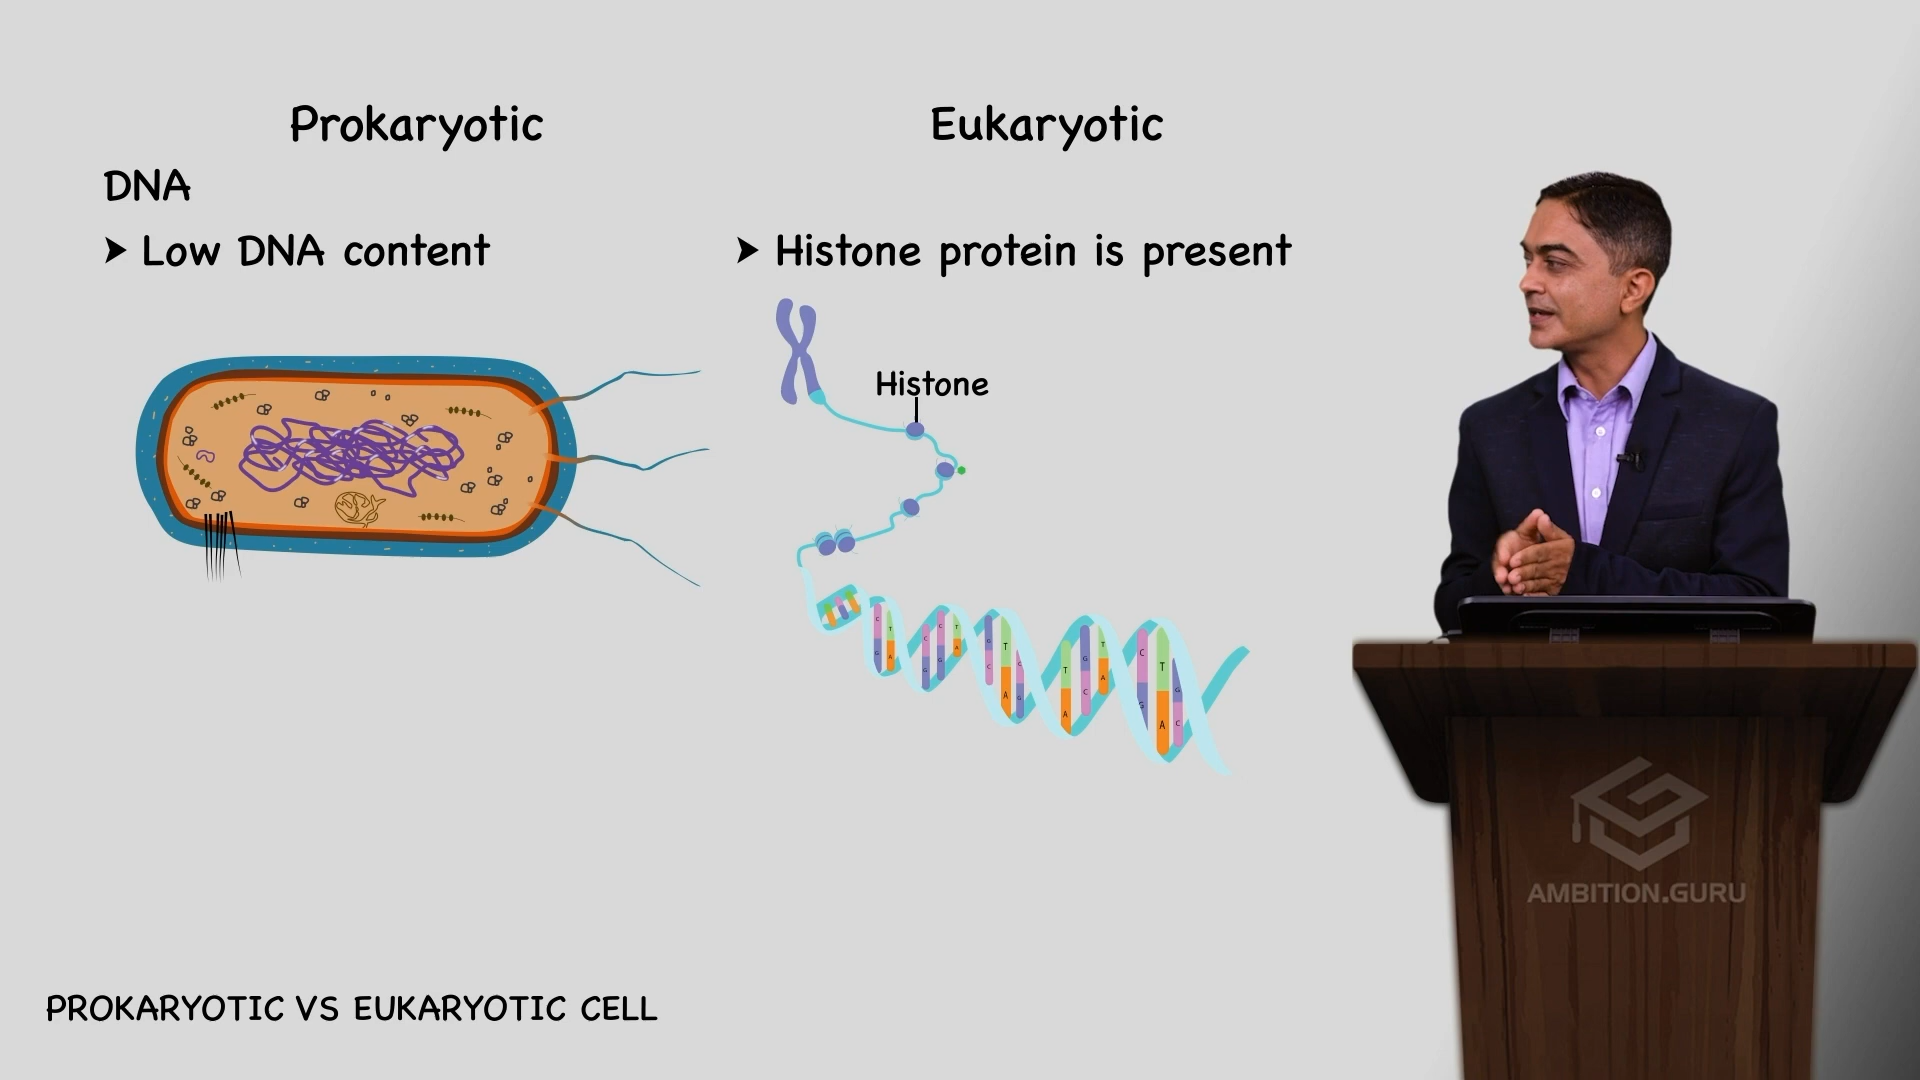 Prokaryotic
Eukaryotic
DNA
➤ Low DNA content
➤ Histone protein is present
Histone
C
T
G
A
C
C
T
G
G
A
G
T
C
A
C
G
T
G
T
A
C
A
C
T
G
G
A
C
AMBITION.GURU
PROKARYOTIC VS EUKARYOTIC CELL